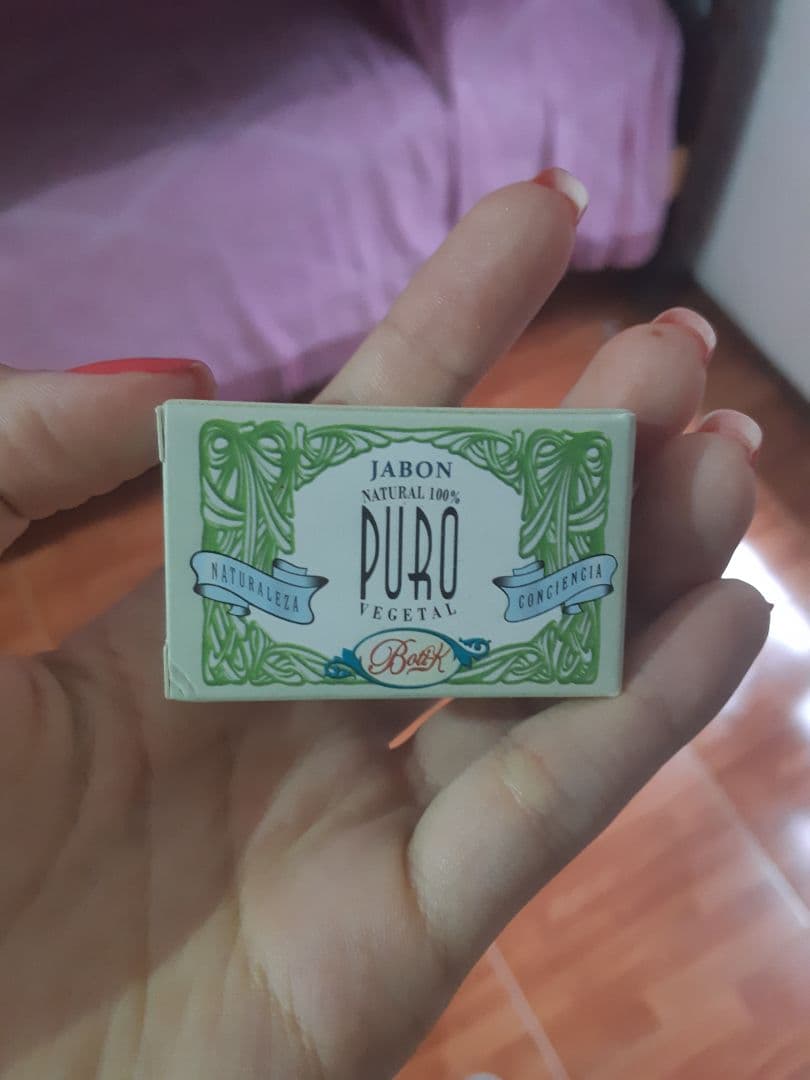 JABON
NATURAL 100%
PURO
VEGETAL
NATURALEZA
CONCIENCIA
BotiK